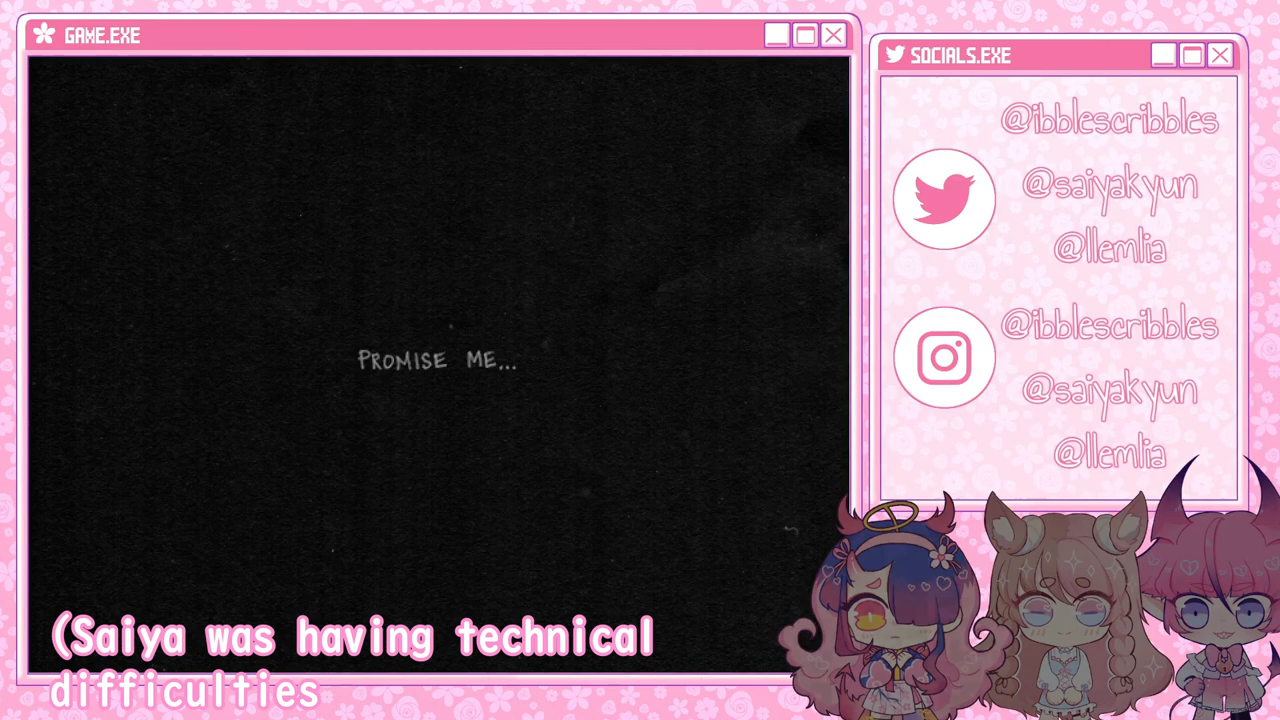 GAME.EXE
PROMISE ME...
(Saiya was having technical
difficulties
SOCIALS.EXE
@ibblescribbles
@saiyakyun
@llemlia
@ibblescribbles
@saiyakyun
@llemlia